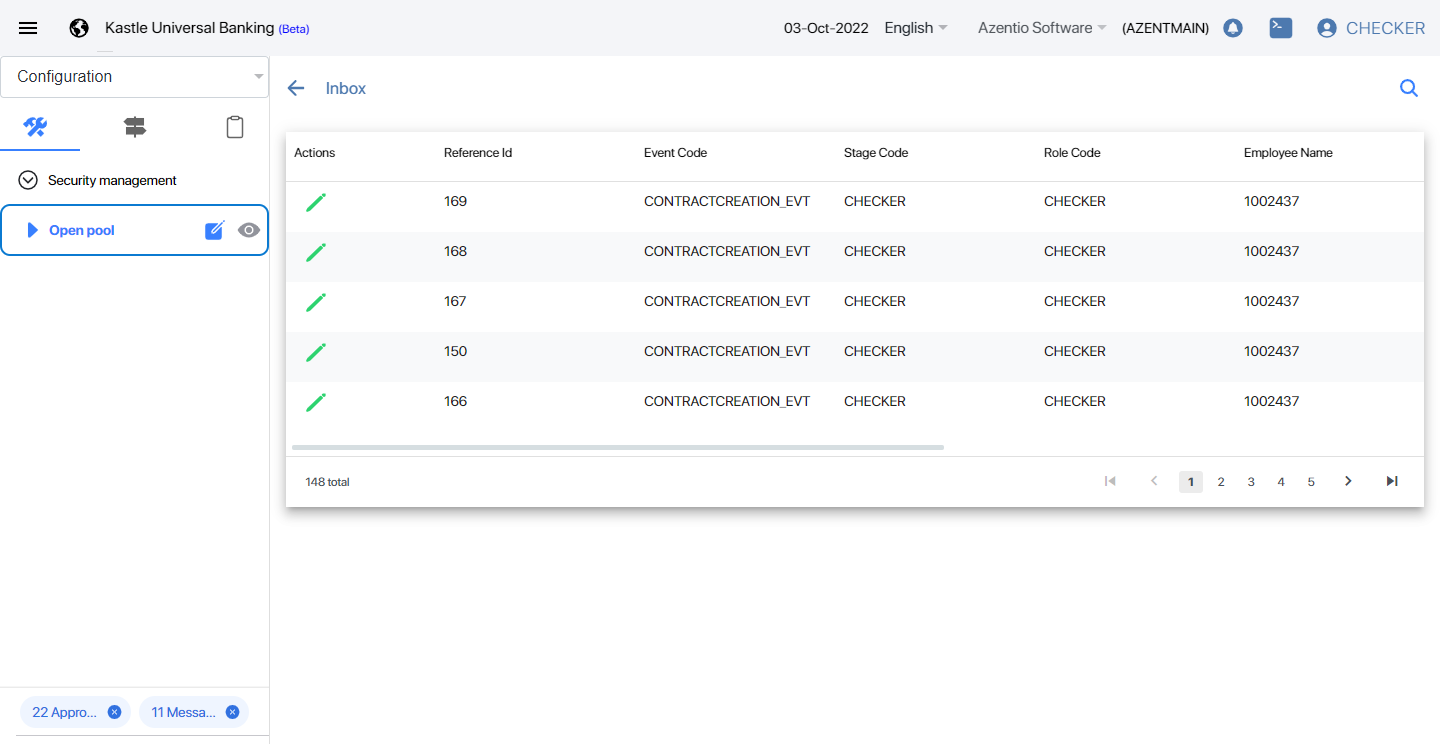 Kastle Universal Banking (Beta) 03-Oct-2022 English Azentio Software (AZENTMAIN) CHECKER
Configuration
Inbox
Security management
Open pool
Actions Reference Id Event Code Stage Code Role Code Employee Name
169 CONTRACTCREATION_EVT CHECKER CHECKER 1002437
168 CONTRACTCREATION_EVT CHECKER CHECKER 1002437
167 CONTRACTCREATION_EVT CHECKER CHECKER 1002437
150 CONTRACTCREATION_EVT CHECKER CHECKER 1002437
166 CONTRACTCREATION_EVT CHECKER CHECKER 1002437
148 total 1 2 3 4 5
22 Appro... 11 Messa...